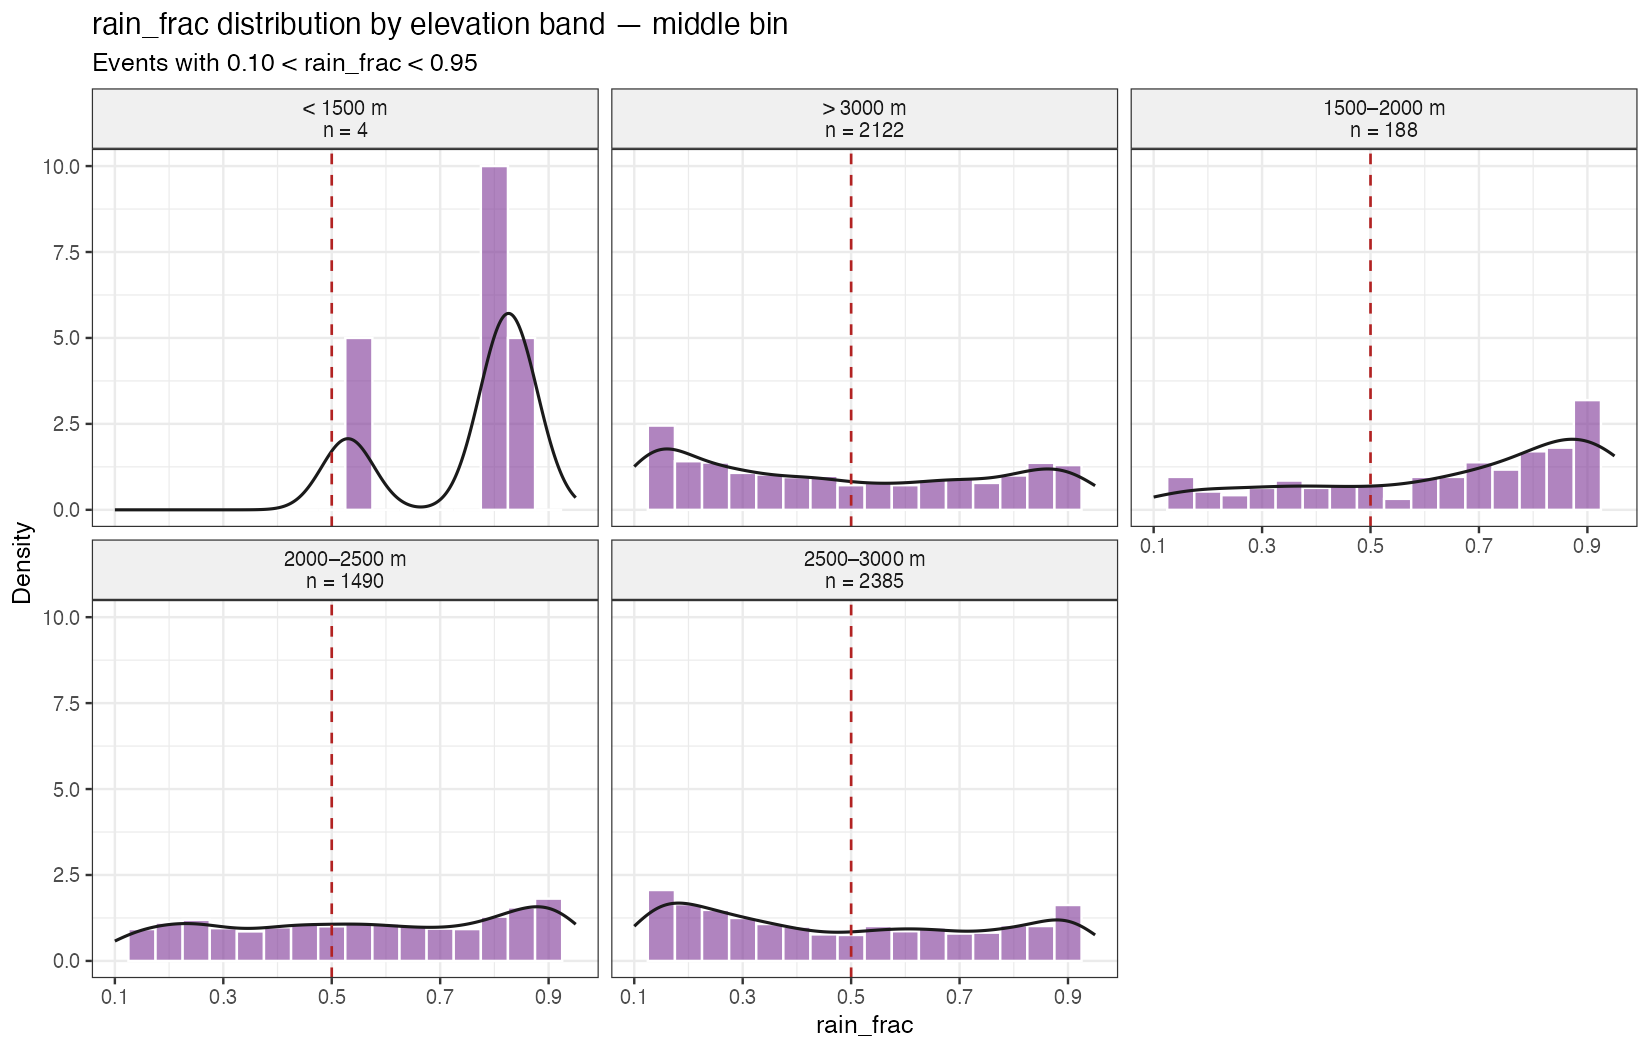 rain_frac distribution by elevation band — middle bin
Events with 0.10 < rain_frac < 0.95
< 1500 m
n = 4
> 3000 m
n = 2122
1500–2000 m
n = 188
10.0
7.5
5.0
2.5
0.0
0.1 0.3 0.5 0.7 0.9
2000–2500 m
n = 1490
2500–3000 m
n = 2385
10.0
7.5
5.0
2.5
0.0
0.1 0.3 0.5 0.7 0.9
0.1 0.3 0.5 0.7 0.9
Density
rain_frac